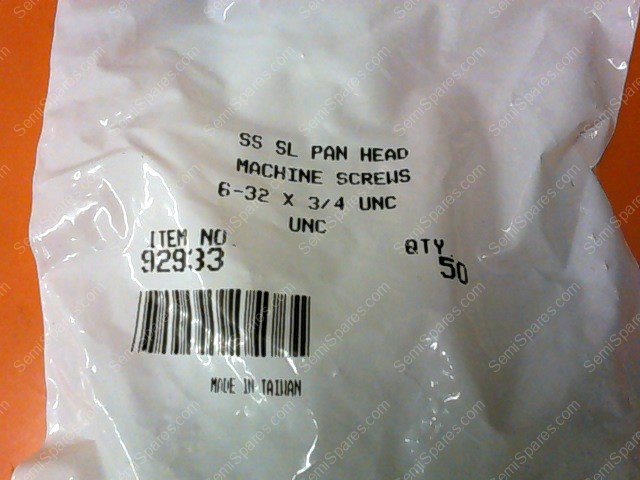 SS SL PAN HEAD
MACHINE SCREWS
6-32 X 3/4 UNC
UNC
ITEM NO.
92933
QTY.
50
MADE IN TAIWAN
SemiSpares.com